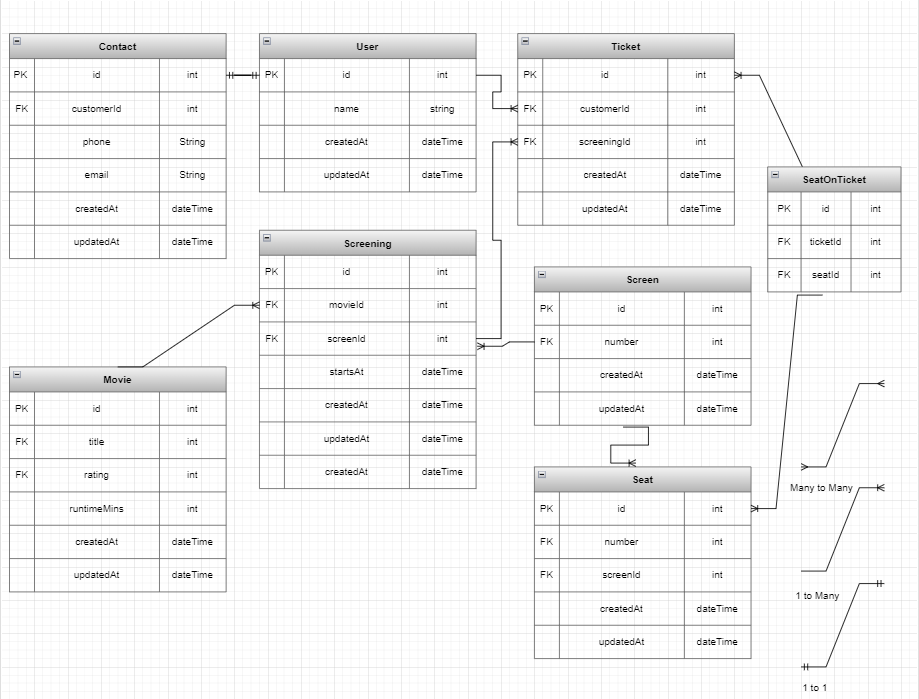 Contact
PK id int
FK customerId int
phone String
email String
createdAt dateTime
updatedAt dateTime
User
PK id int
name string
createdAt dateTime
updatedAt dateTime
Ticket
PK id int
FK customerId int
FK screeningId int
createdAt dateTime
updatedAt dateTime
SeatOnTicket
PK id int
FK ticketId int
FK seatId int
Screening
PK id int
FK movieId int
FK screenId int
startsAt dateTime
createdAt dateTime
updatedAt dateTime
createdAt dateTime
Screen
PK id int
FK number int
createdAt dateTime
updatedAt dateTime
Movie
PK id int
FK title int
FK rating int
runtimeMins int
createdAt dateTime
updatedAt dateTime
Seat
PK id int
FK number int
FK screenId int
createdAt dateTime
updatedAt dateTime
Many to Many
1 to Many
1 to 1